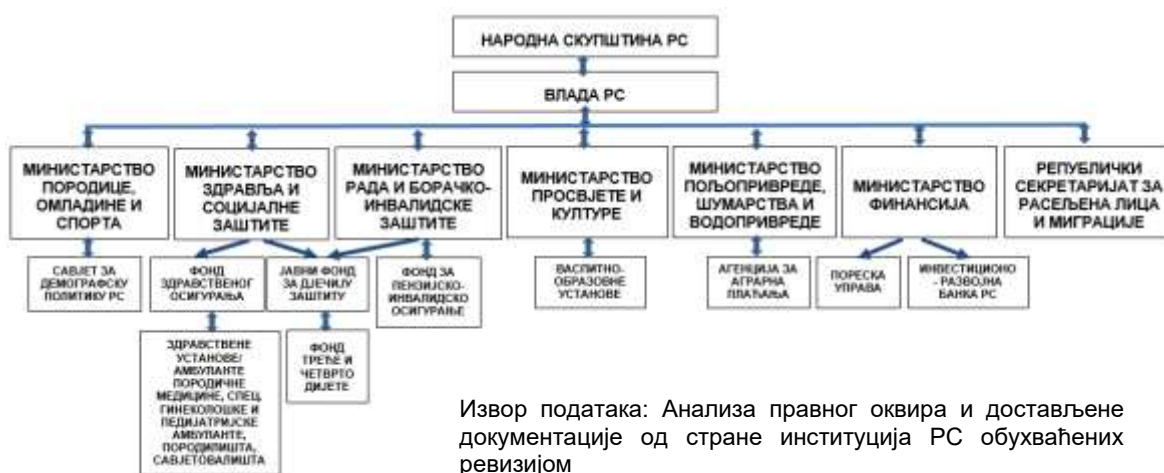 НАРОДНА СКУПШТИНА РС
ВЛАДА РС
МИНИСТАРСТВО
ПОРОДИЦЕ,
ОМЛАДИНЕ И
СПОРТА
МИНИСТАРСТВО
ЗДРАВЉА И
СОЦИЈАЛНЕ
ЗАШТИТЕ
МИНИСТАРСТВО
РАДА И БОРАЧКО-
ИНВАЛИДСКЕ
ЗАШТИТЕ
МИНИСТАРСТВО
ПРОСВЈЕТЕ И
КУЛТУРЕ
МИНИСТАРСТВО
ПОЉОПРИВРЕДЕ,
ШУМАРСТВА И
ВОДОПРИВРЕДЕ
МИНИСТАРСТВО
ФИНАНСИЈА
РЕПУБЛИЧКИ
СЕКРЕТАРИЈАТ ЗА
РАСЕЉЕНА ЛИЦА
И МИГРАЦИЈЕ
САВЈЕТ ЗА
ДЕМОГРАФСКУ
ПОЛИТИКУ РС
ФОНД
ЗДРАВСТВЕНОГ
ОСИГУРАЊА
ЈАВНИ ФОНД
ЗА ДЈЕЧИЈУ
ЗАШТИТУ
ФОНД ЗА
ПЕНЗИЈСКО-
ИНВАЛИДСКО
ОСИГУРАЊЕ
ВАСПИТНО-
ОБРАЗОВНЕ
УСТАНОВЕ
АГЕНЦИЈА ЗА
АГРАРНА
ПЛАЋАЊА
ПОРЕСКА
УПРАВА
ИНВЕСТИЦИОНО
- РАЗВОЈНА
БАНКА РС
ЗДРАВСТВЕНЕ
УСТАНОВЕ/
АМБУЛАНТЕ
ПОРОДИЧНЕ
МЕДИЦИНЕ, СПЕЦ.
ГИНЕКОЛОШКЕ И
ПЕДИЈАТРИЈСКЕ
АМБУЛАНТЕ,
ПОРОДИЛИШТА,
САВЈЕТОВАЛИШТА
ФОНД
ТРЕЋЕ И
ЧЕТВРТО
ДИЈЕТЕ
Извор података: Анализа правног оквира и достављене
документације од стране институција РС обухваћених
ревизијом